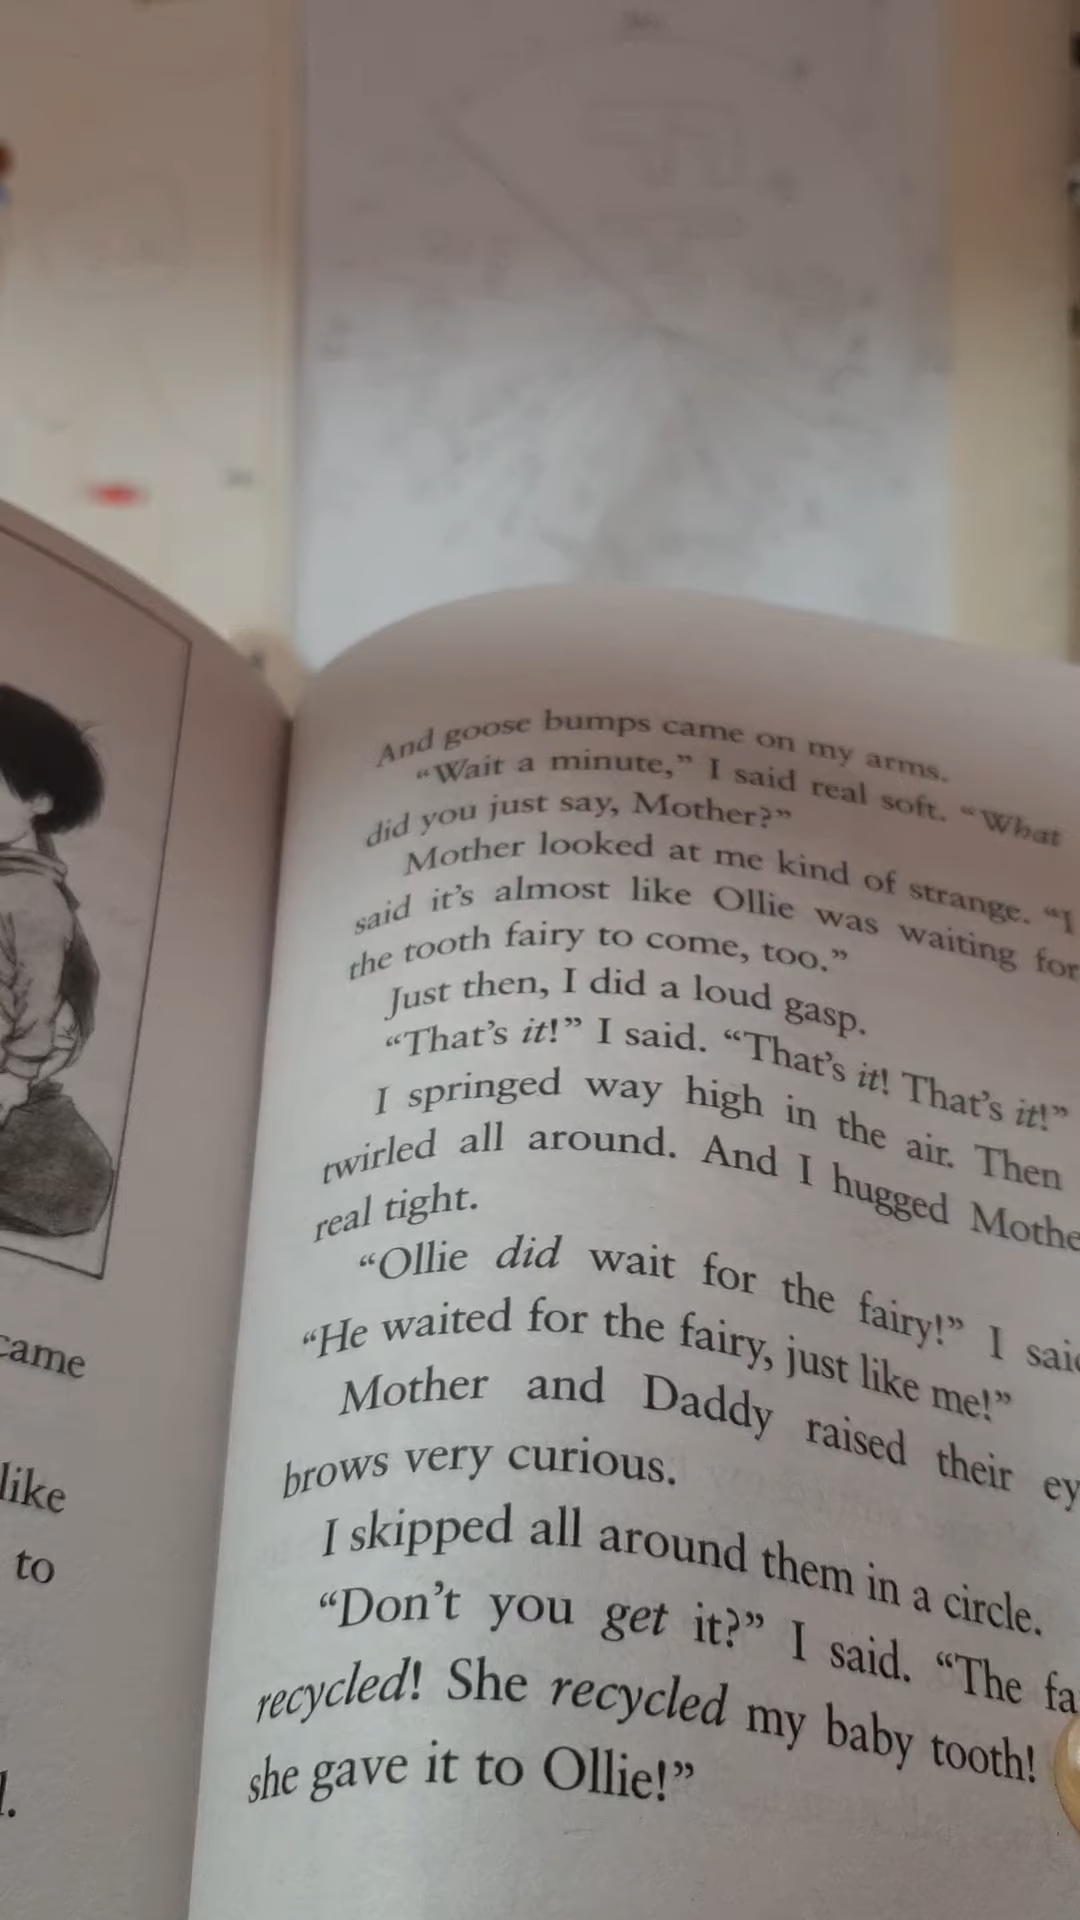 came
like
to
And goose bumps came on my arms.
“Wait a minute,” I said real soft. “What
did you just say, Mother?”
Mother looked at me kind of strange. “I
said it’s almost like Ollie was waiting for
the tooth fairy to come, too.”
Just then, I did a loud gasp.
“That’s it!” I said. “That’s it! That’s it!”
I springed way high in the air. Then
twirled all around. And I hugged Mothe
real tight.
“Ollie did wait for the fairy!” I said
“He waited for the fairy, just like me!”
Mother and Daddy raised their ey
brows very curious.
I skipped all around them in a circle.
“Don’t you get it?” I said. “The fa
recycled! She recycled my baby tooth!
she gave it to Ollie!”